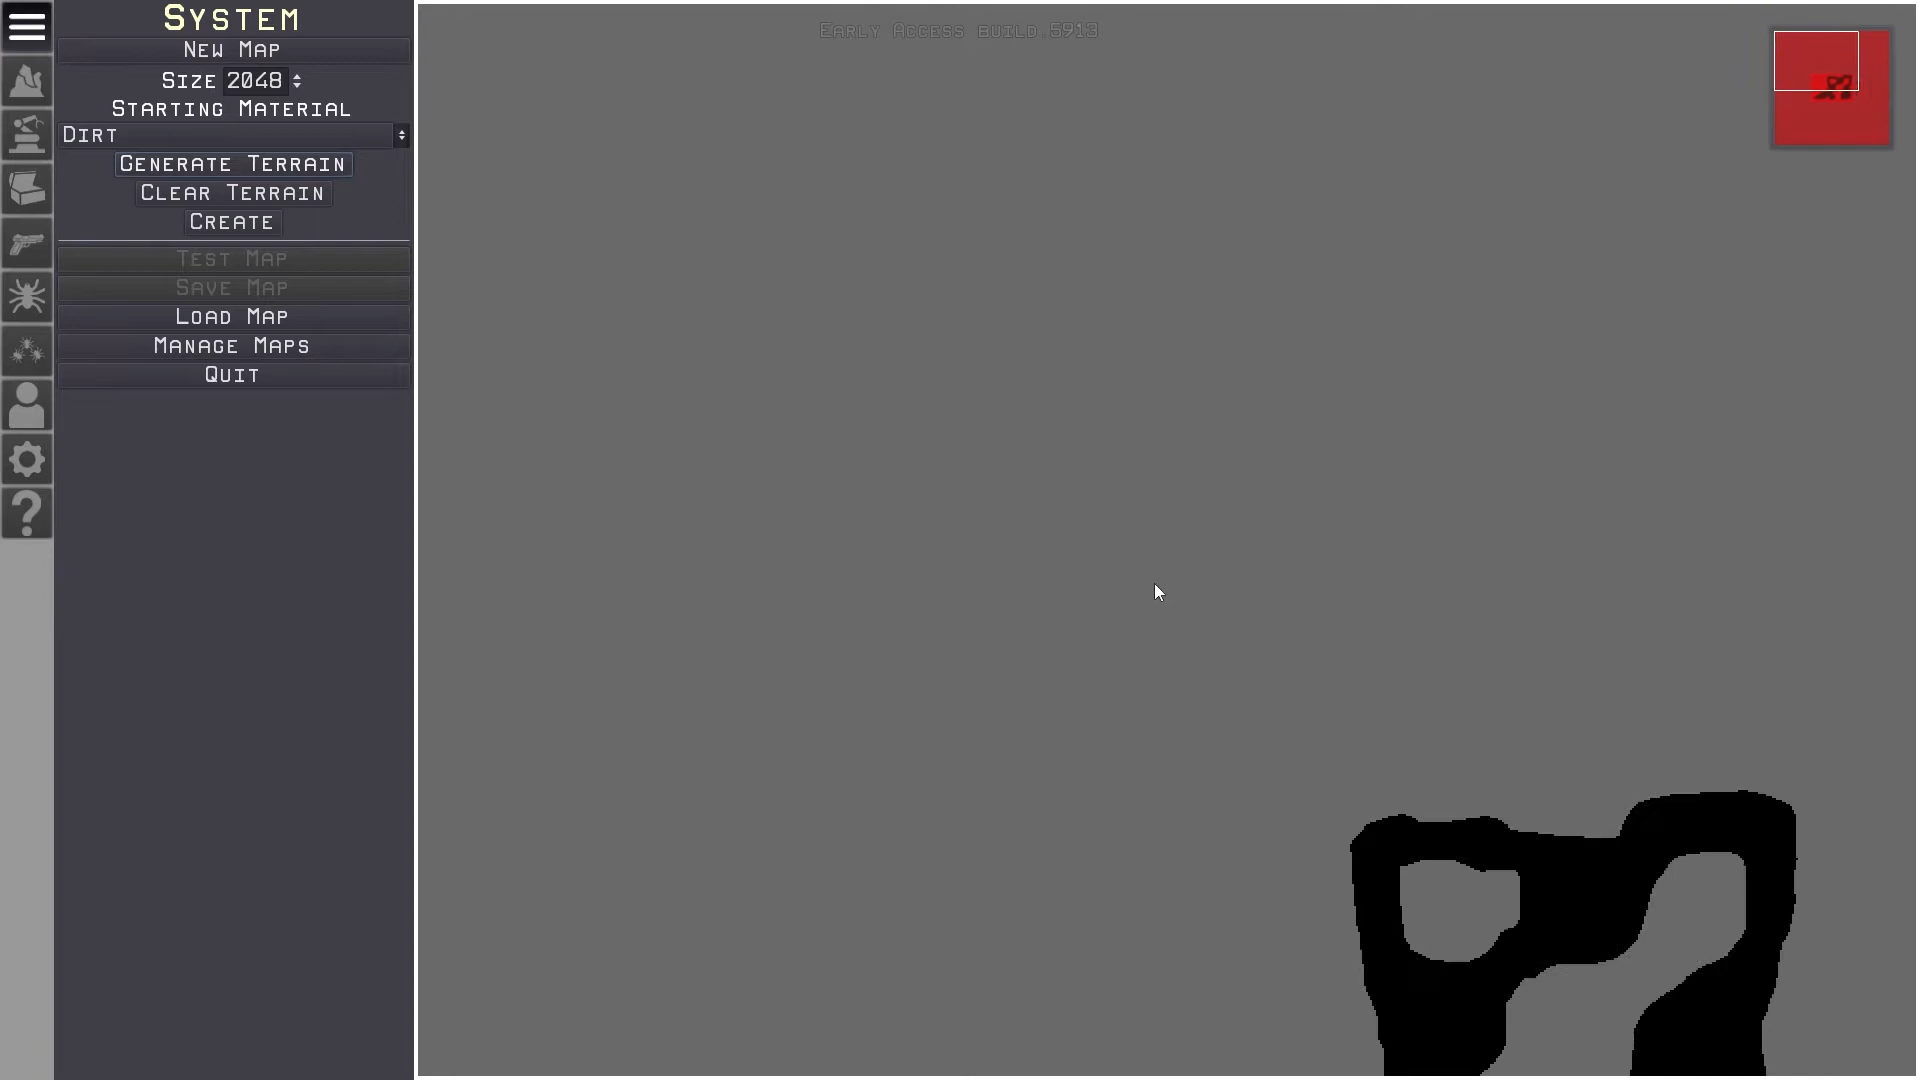 System
New Map
Size 2048
Starting Material
Dirt
Generate Terrain
Clear Terrain
Create
Test Map
Save Map
Load Map
Manage Maps
Quit
Early Access build.5913